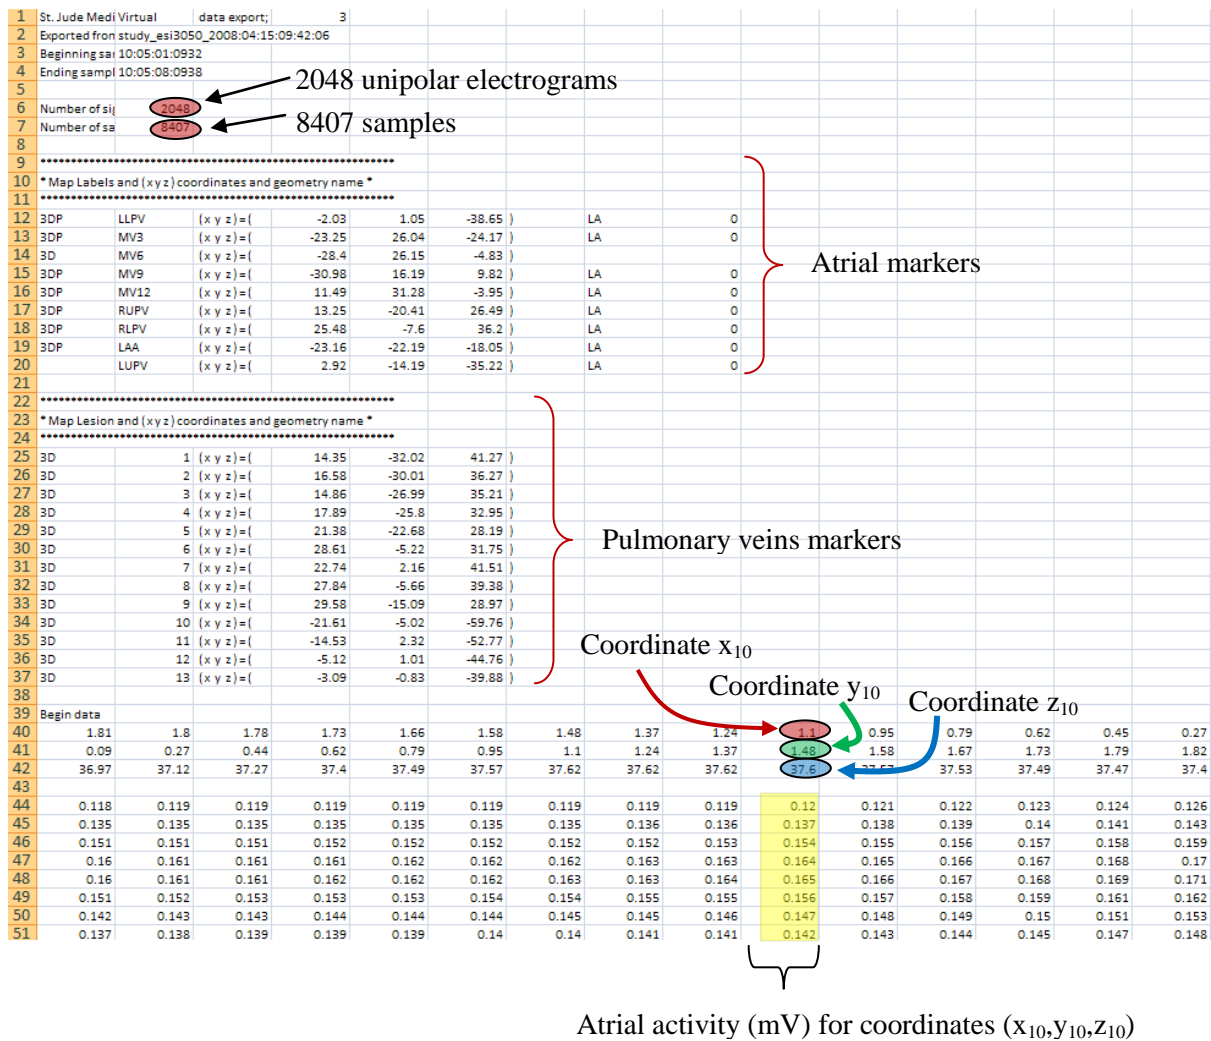 1 St. Jude Medi Virtual data export; 3
2 Exported fron study_esi3050_2008:04:15:09:42:06
3 Beginning sai 10:05:01:0932
4 Ending sampl 10:05:08:0938
2048 unipolar electrograms
5
6 Number of sig 2048
7 Number of sa 8407
8407 samples
8
9 **********************************************************
10 * Map Labels and (x y z) coordinates and geometry name *
11 **********************************************************
12 3DP LLPV (x y z)=( -2.03 1.05 -38.65 ) LA 0
13 3DP MV3 (x y z)=( -23.25 26.04 -24.17 ) LA 0
14 3D MV6 (x y z)=( -28.4 26.15 -4.83 )
Atrial markers
15 3DP MV9 (x y z)=( -30.98 16.19 9.82 ) LA 0
16 3DP MV12 (x y z)=( 11.49 31.28 -3.95 ) LA 0
17 3DP RUPV (x y z)=( 13.25 -20.41 26.49 ) LA 0
18 3DP RLPV (x y z)=( 25.48 -7.6 36.2 ) LA 0
19 3DP LAA (x y z)=( -23.16 -22.19 -18.05 ) LA 0
20 LUPV (x y z)=( 2.92 -14.19 -35.22 ) LA 0
21
22 **********************************************************
23 * Map Lesion and (x y z) coordinates and geometry name *
24 **********************************************************
25 3D 1 (x y z)=( 14.35 -32.02 41.27 )
26 3D 2 (x y z)=( 16.58 -30.01 36.27 )
27 3D 3 (x y z)=( 14.86 -26.99 35.21 )
28 3D 4 (x y z)=( 17.89 -25.8 32.95 )
29 3D 5 (x y z)=( 21.38 -22.68 28.19 )
Pulmonary veins markers
30 3D 6 (x y z)=( 28.61 -5.22 31.75 )
31 3D 7 (x y z)=( 22.74 2.16 41.51 )
32 3D 8 (x y z)=( 27.84 -5.66 39.38 )
33 3D 9 (x y z)=( 29.58 -15.09 28.97 )
34 3D 10 (x y z)=( -21.61 -5.02 -59.76 )
35 3D 11 (x y z)=( -14.53 2.32 -52.77 )
Coordinate x10
36 3D 12 (x y z)=( -5.12 1.01 -44.76 )
37 3D 13 (x y z)=( -3.09 -0.83 -39.88 )
Coordinate y10
38
Coordinate z10
39 Begin data
40 1.81 1.8 1.78 1.73 1.66 1.58 1.48 1.37 1.24 1.1 0.95 0.79 0.62 0.45 0.27
41 0.09 0.27 0.44 0.62 0.79 0.95 1.1 1.24 1.37 1.48 1.58 1.67 1.73 1.79 1.82
42 36.97 37.12 37.27 37.4 37.49 37.57 37.62 37.62 37.62 37.6 37.57 37.53 37.49 37.47 37.4
43
44 0.118 0.119 0.119 0.119 0.119 0.119 0.119 0.119 0.119 0.12 0.121 0.122 0.123 0.124 0.126
45 0.135 0.135 0.135 0.135 0.135 0.135 0.135 0.136 0.136 0.137 0.138 0.139 0.14 0.141 0.143
46 0.151 0.151 0.151 0.152 0.152 0.152 0.152 0.152 0.153 0.154 0.155 0.156 0.157 0.158 0.159
47 0.16 0.161 0.161 0.161 0.162 0.162 0.162 0.163 0.163 0.164 0.165 0.166 0.167 0.168 0.17
48 0.16 0.161 0.161 0.162 0.162 0.162 0.163 0.163 0.164 0.165 0.166 0.167 0.168 0.169 0.171
49 0.151 0.152 0.153 0.153 0.153 0.154 0.154 0.155 0.155 0.156 0.157 0.158 0.159 0.161 0.162
50 0.142 0.143 0.143 0.144 0.144 0.144 0.145 0.145 0.146 0.147 0.148 0.149 0.15 0.151 0.153
51 0.137 0.138 0.139 0.139 0.139 0.14 0.14 0.141 0.141 0.142 0.143 0.144 0.145 0.147 0.148
Atrial activity (mV) for coordinates (x10,y10,z10)